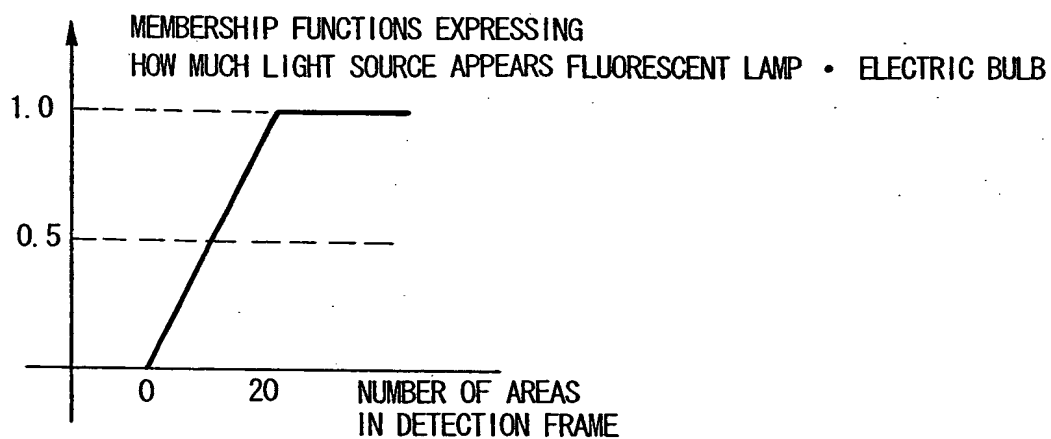 MEMBERSHIP FUNCTIONS EXPRESSING
HOW MUCH LIGHT SOURCE APPEARS FLUORESCENT LAMP • ELECTRIC BULB
1.0
0.5
0 20 NUMBER OF AREAS
IN DETECTION FRAME